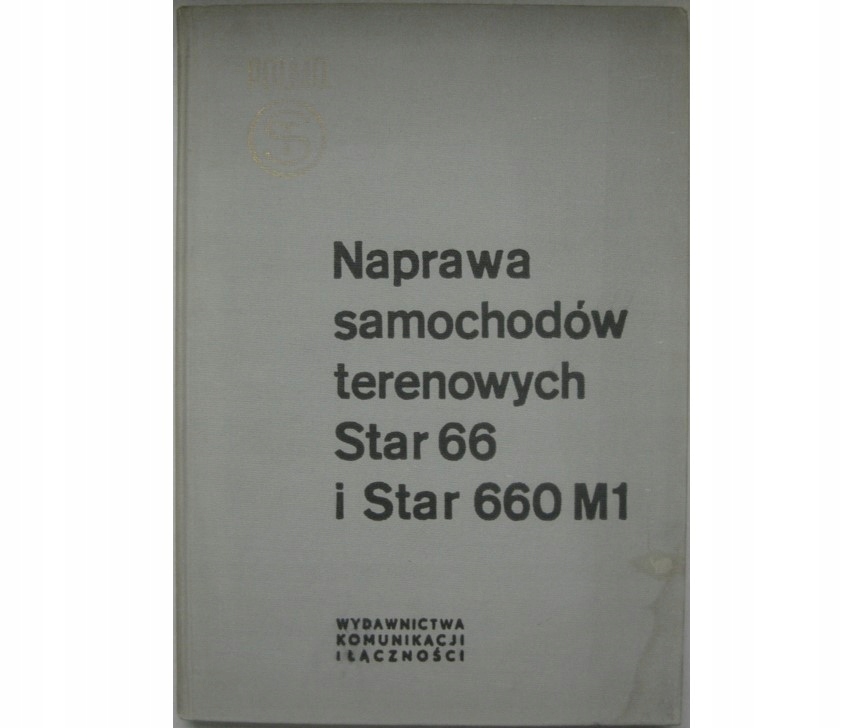 Naprawa
samochodów
terenowych
Star 66
i Star 660 M1
WYDAWNICTWA
KOMUNIKACJI
I ŁĄCZNOŚCI